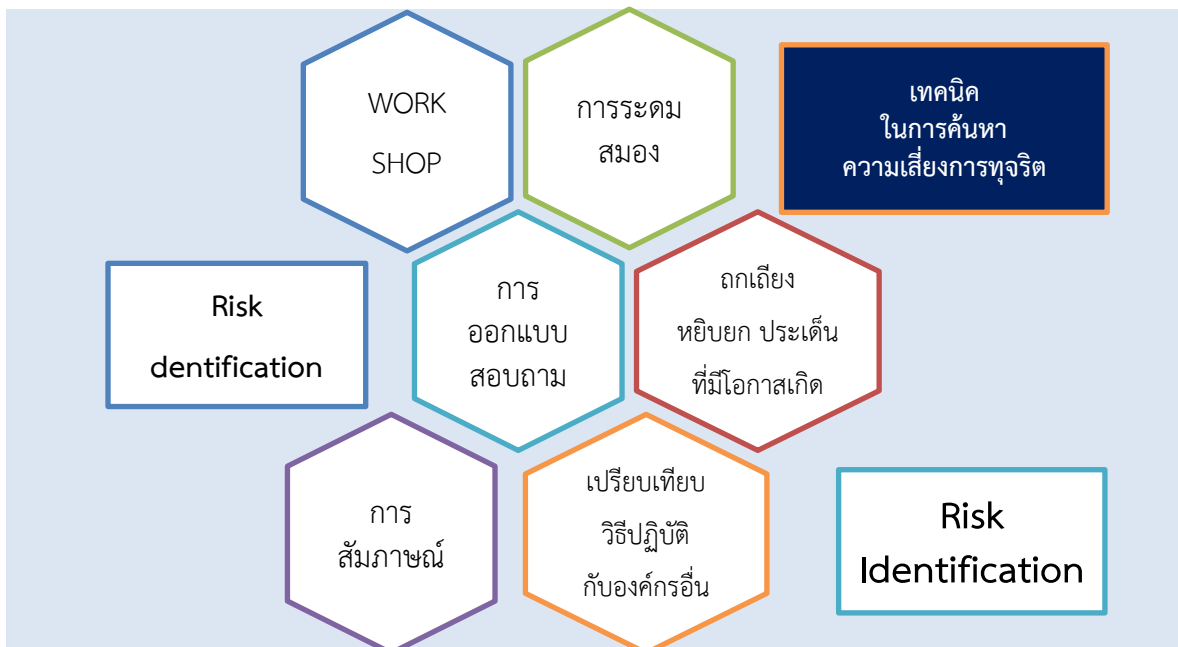 WORK
SHOP
การระดม
สมอง
เทคนิค
ในการค้นหา
ความเสี่ยงการทุจริต
Risk
dentification
การ
ออกแบบ
สอบถาม
ถกเถียง
หยิบยก ประเด็น
ที่มีโอกาสเกิด
การ
สัมภาษณ์
เปรียบเทียบ
วิธีปฏิบัติ
กับองค์กรอื่น
Risk
Identification